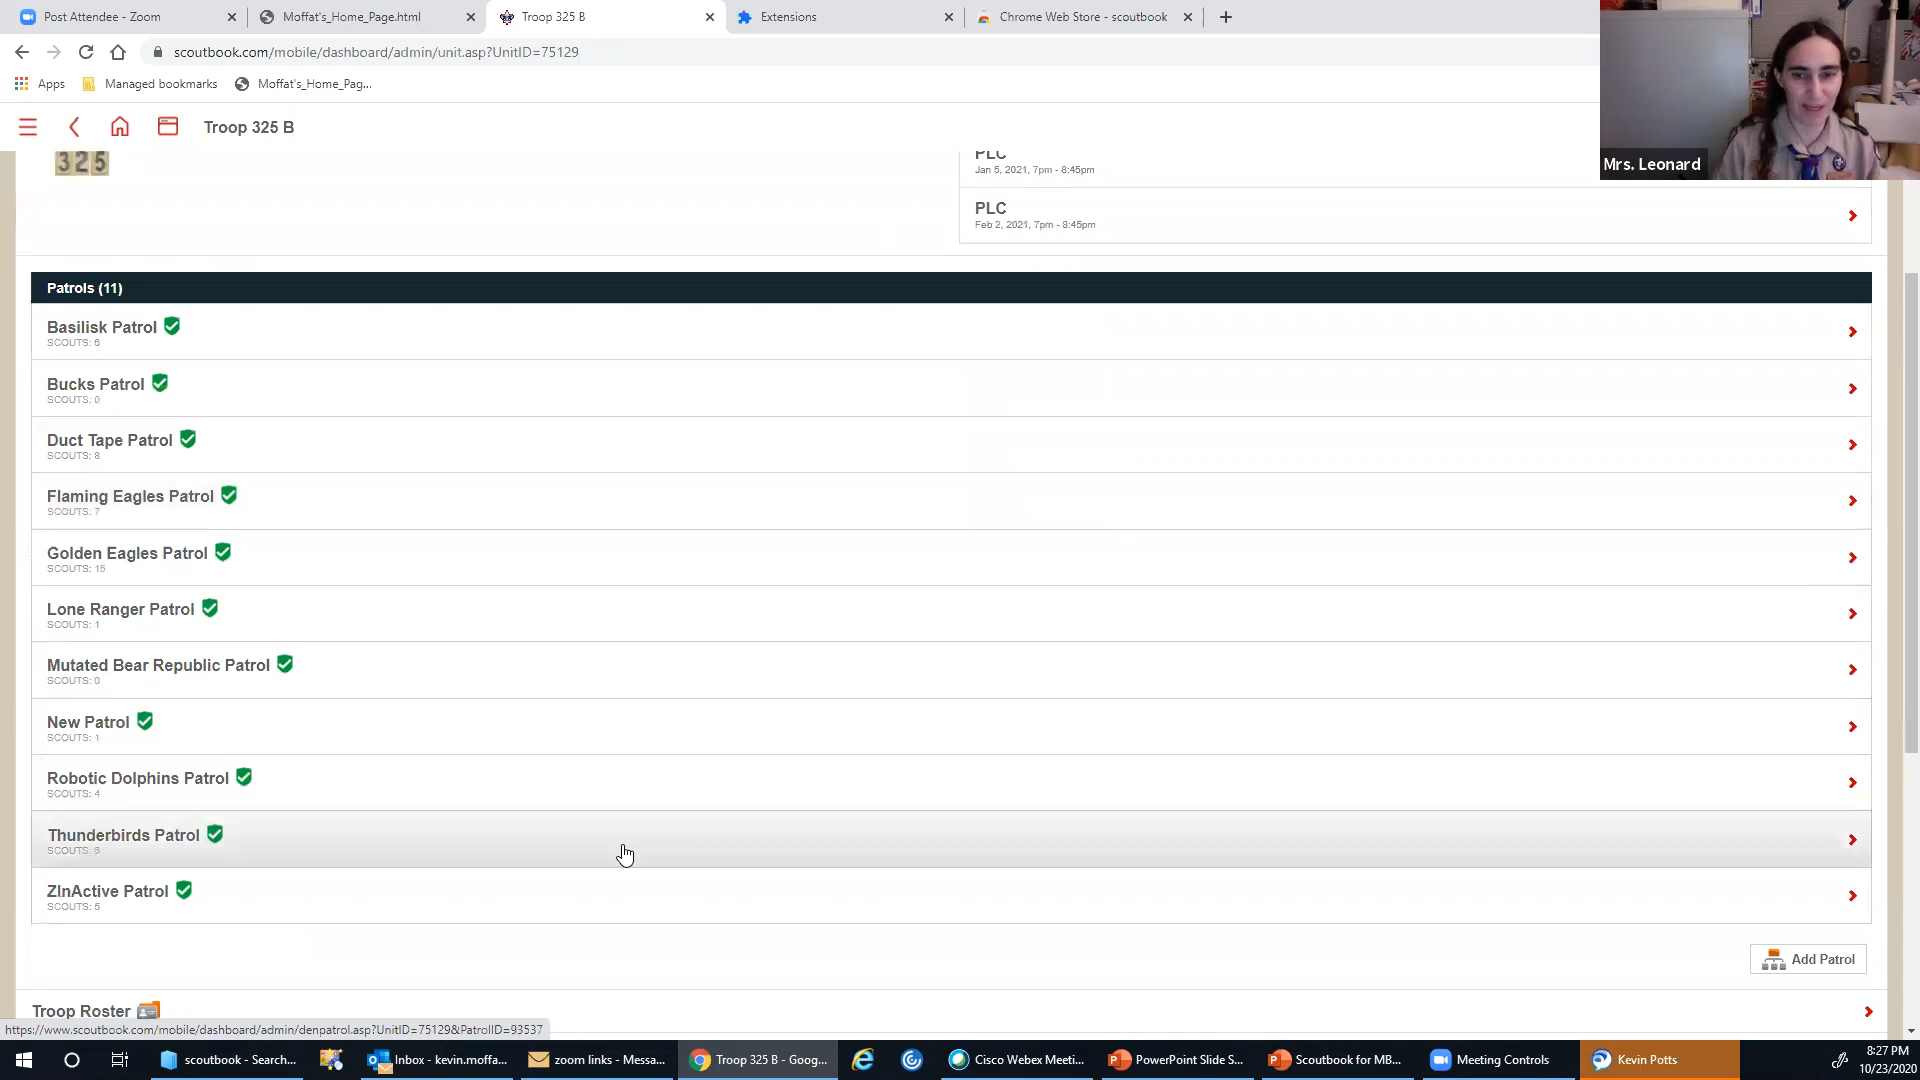 Post Attendee - Zoom
Moffat's_Home_Page.html
Troop 325 B
Extensions
Chrome Web Store - scoutbook
scoutbook.com/mobile/dashboard/admin/unit.asp?UnitID=75129
Apps
Managed bookmarks
Moffat's_Home_Pag...
Troop 325 B
Mrs. Leonard
325
PLC
Jan 5, 2021, 7pm - 8:45pm
PLC
Feb 2, 2021, 7pm - 8:45pm
Patrols (11)
Basilisk Patrol
SCOUTS: 6
Bucks Patrol
SCOUTS: 0
Duct Tape Patrol
SCOUTS: 8
Flaming Eagles Patrol
SCOUTS: 7
Golden Eagles Patrol
SCOUTS: 15
Lone Ranger Patrol
SCOUTS: 1
Mutated Bear Republic Patrol
SCOUTS: 0
New Patrol
SCOUTS: 1
Robotic Dolphins Patrol
SCOUTS: 4
Thunderbirds Patrol
SCOUTS: 6
ZInActive Patrol
SCOUTS: 5
Add Patrol
Troop Roster
https://www.scoutbook.com/mobile/dashboard/admin/denpatrol.asp?UnitID=75129&PatrolID=93537
scoutbook - Search...
Inbox - kevin.moffa...
zoom links - Messa...
Troop 325 B - Goog...
Cisco Webex Meeti...
PowerPoint Slide S...
Scoutbook for MB...
Meeting Controls
Kevin Potts
8:27 PM
10/23/2020